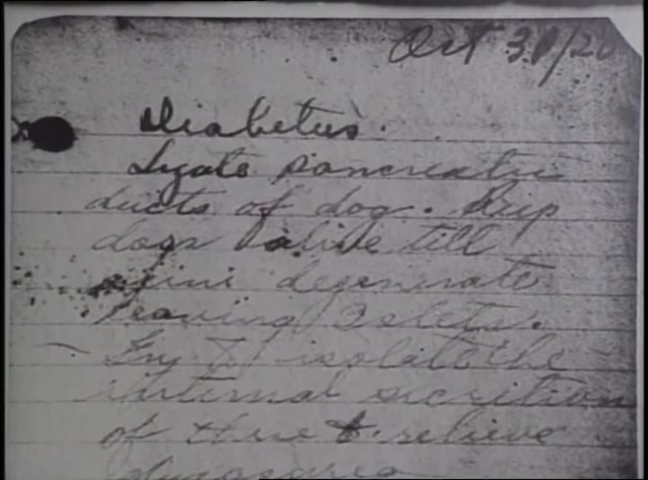 Oct 31/20
Diabetus.
Ligate pancreatic
ducts of dog. Keep
dogs alive till
acini degenerate
leaving Islets.
Try to isolate the
internal secretion
of these & relieve
glycosurea